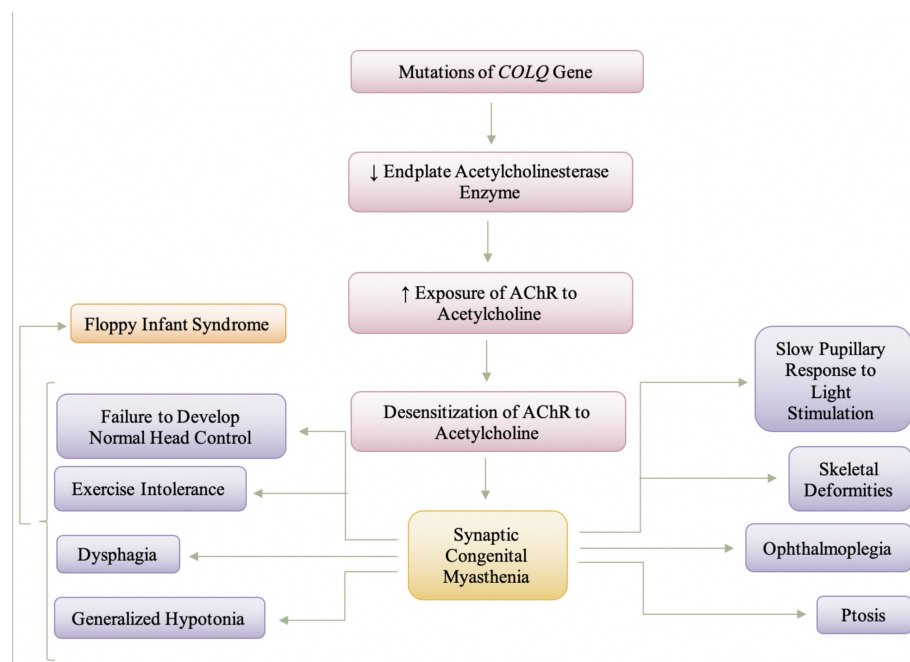 Mutations of COLQ Gene
↓ Endplate Acetylcholinesterase
Enzyme
↑ Exposure of AChR to
Acetylcholine
Desensitization of AChR to
Acetylcholine
Synaptic
Congenital
Myasthenia
Floppy Infant Syndrome
Failure to Develop
Normal Head Control
Exercise Intolerance
Dysphagia
Generalized Hypotonia
Slow Pupillary
Response to
Light
Stimulation
Skeletal
Deformities
Ophthalmoplegia
Ptosis